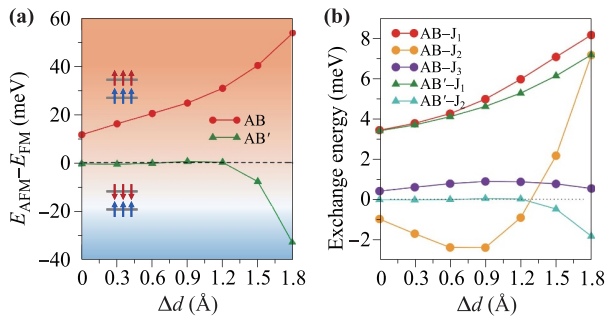 (a)
60
40
20
0
−20
−40
E_AFM−E_FM (meV)
AB
AB′
0 0.3 0.6 0.9 1.2 1.5 1.8
Δd (Å)
(b)
8
6
4
2
0
−2
Exchange energy (meV)
AB−J₁
AB−J₂
AB−J₃
AB′−J₁
AB′−J₂
0 0.3 0.6 0.9 1.2 1.5 1.8
Δd (Å)